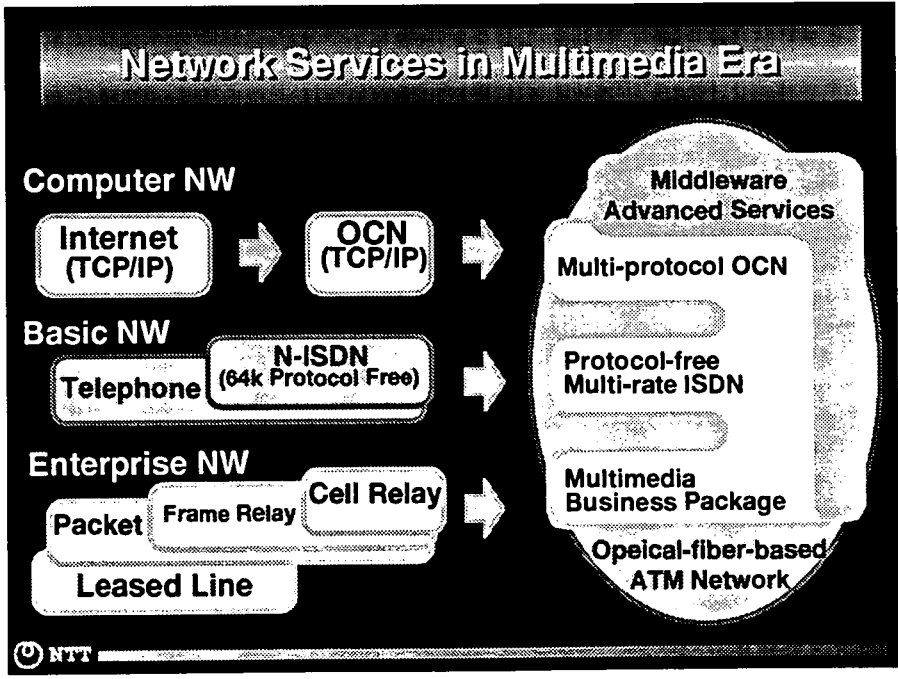 Network Services in Multimedia Era
Computer NW
Internet
(TCP/IP)
OCN
(TCP/IP)
Basic NW
Telephone
N-ISDN
(64k Protocol Free)
Enterprise NW
Packet
Frame Relay
Cell Relay
Leased Line
Middleware
Advanced Services
Multi-protocol OCN
Protocol-free
Multi-rate ISDN
Multimedia
Business Package
Opeical-fiber-based
ATM Network
NTT